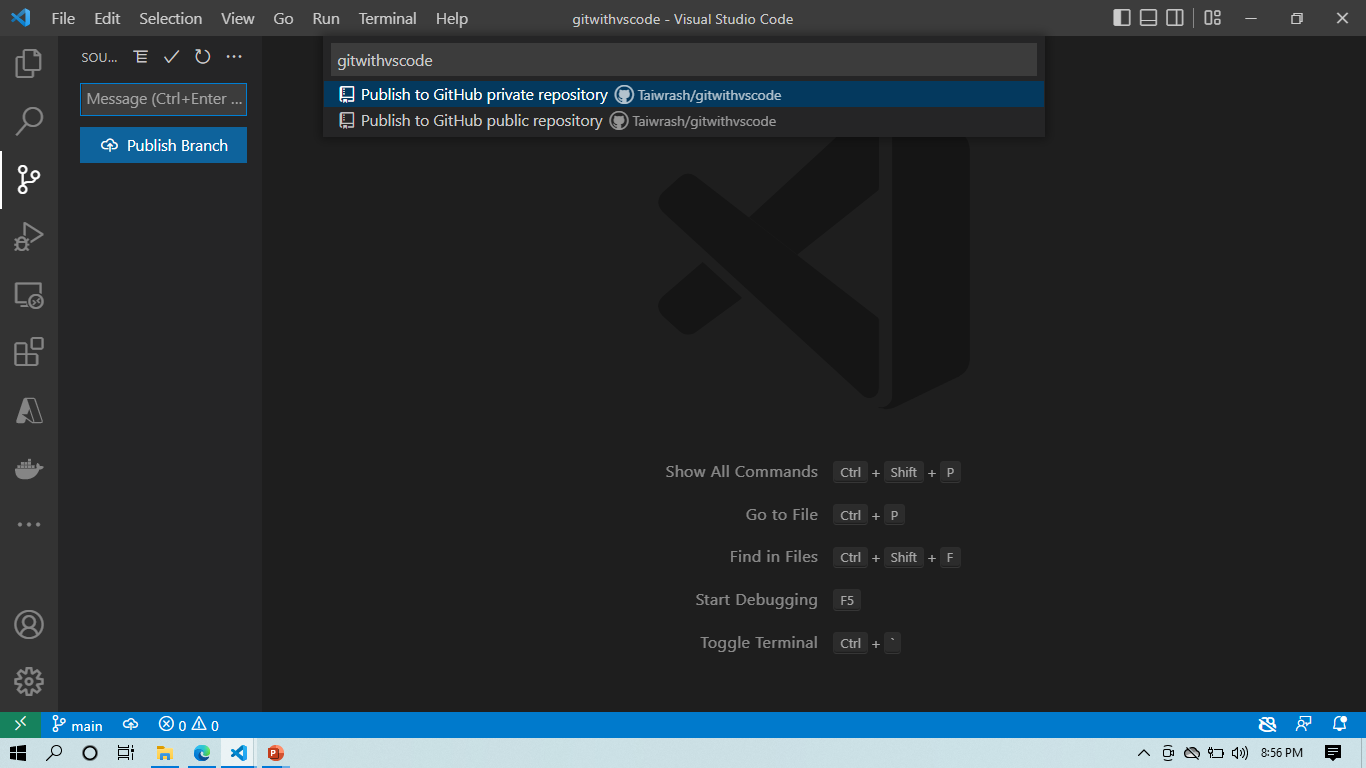 File Edit Selection View Go Run Terminal Help gitwithvscode - Visual Studio Code
SOU...
gitwithvscode
Publish to GitHub private repository Taiwrash/gitwithvscode
Publish to GitHub public repository Taiwrash/gitwithvscode
Message (Ctrl+Enter ...
Publish Branch
Show All Commands Ctrl + Shift + P
Go to File Ctrl + P
Find in Files Ctrl + Shift + F
Start Debugging F5
Toggle Terminal Ctrl + `
main 0 0
8:56 PM